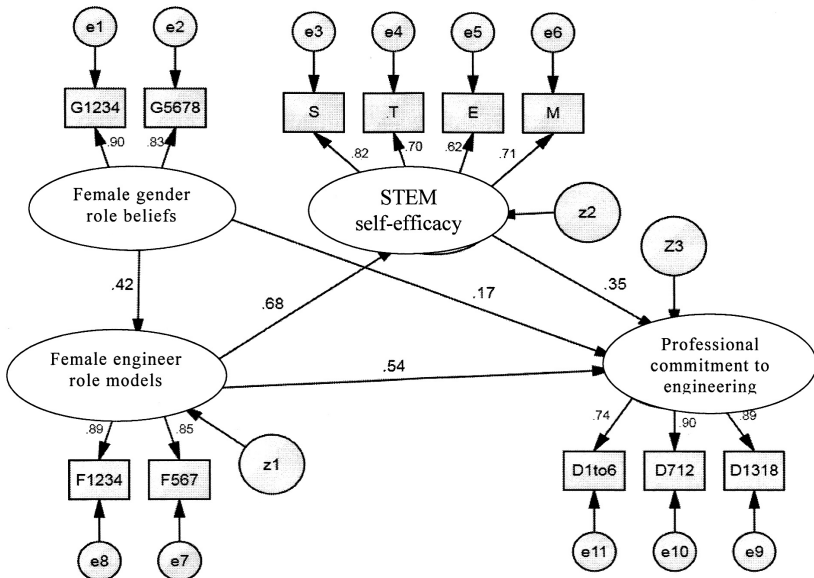 e1
e2
e3
e4
e5
e6
G1234
G5678
S
.T
E
M
.90
.83
.82
.70
.62
.71
Female gender
role beliefs
STEM
self-efficacy
z2
Z3
.42
.68
.17
.35
.54
Female engineer
role models
Professional
commitment to
engineering
.89
.85
z1
.74
.90
.89
F1234
F567
D1to6
D712
D1318
e8
e7
e11
e10
e9